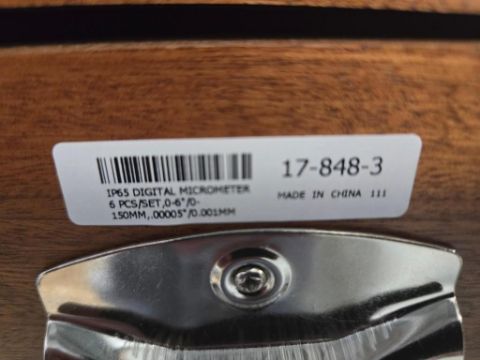 IP65 DIGITAL MICROMETER
6 PCS/SET,0-6"/0-
150MM,.00005"/0.001MM
17-848-3
MADE IN CHINA 111